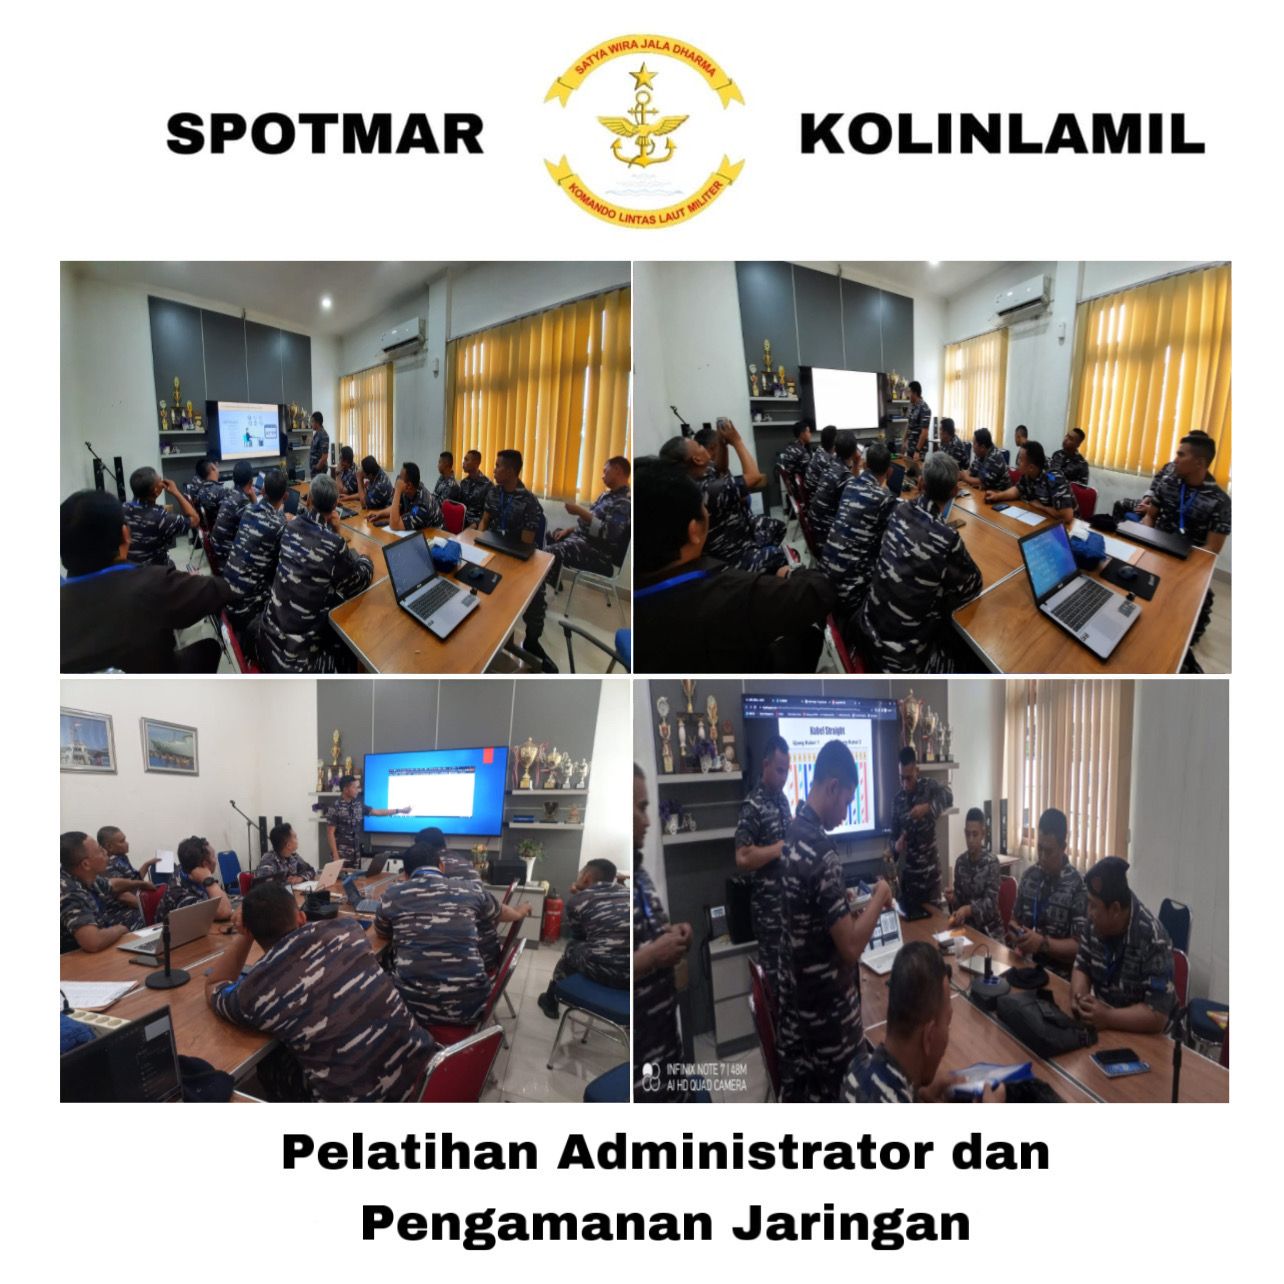 SPOTMAR
SATYA WIRA JALA DHARMA
KOMANDO LINTAS LAUT MILITER
KOLINLAMIL
Kabel Straight
INFINIX NOTE 7 | 48M
AI HD QUAD CAMERA
Pelatihan Administrator dan
Pengamanan Jaringan